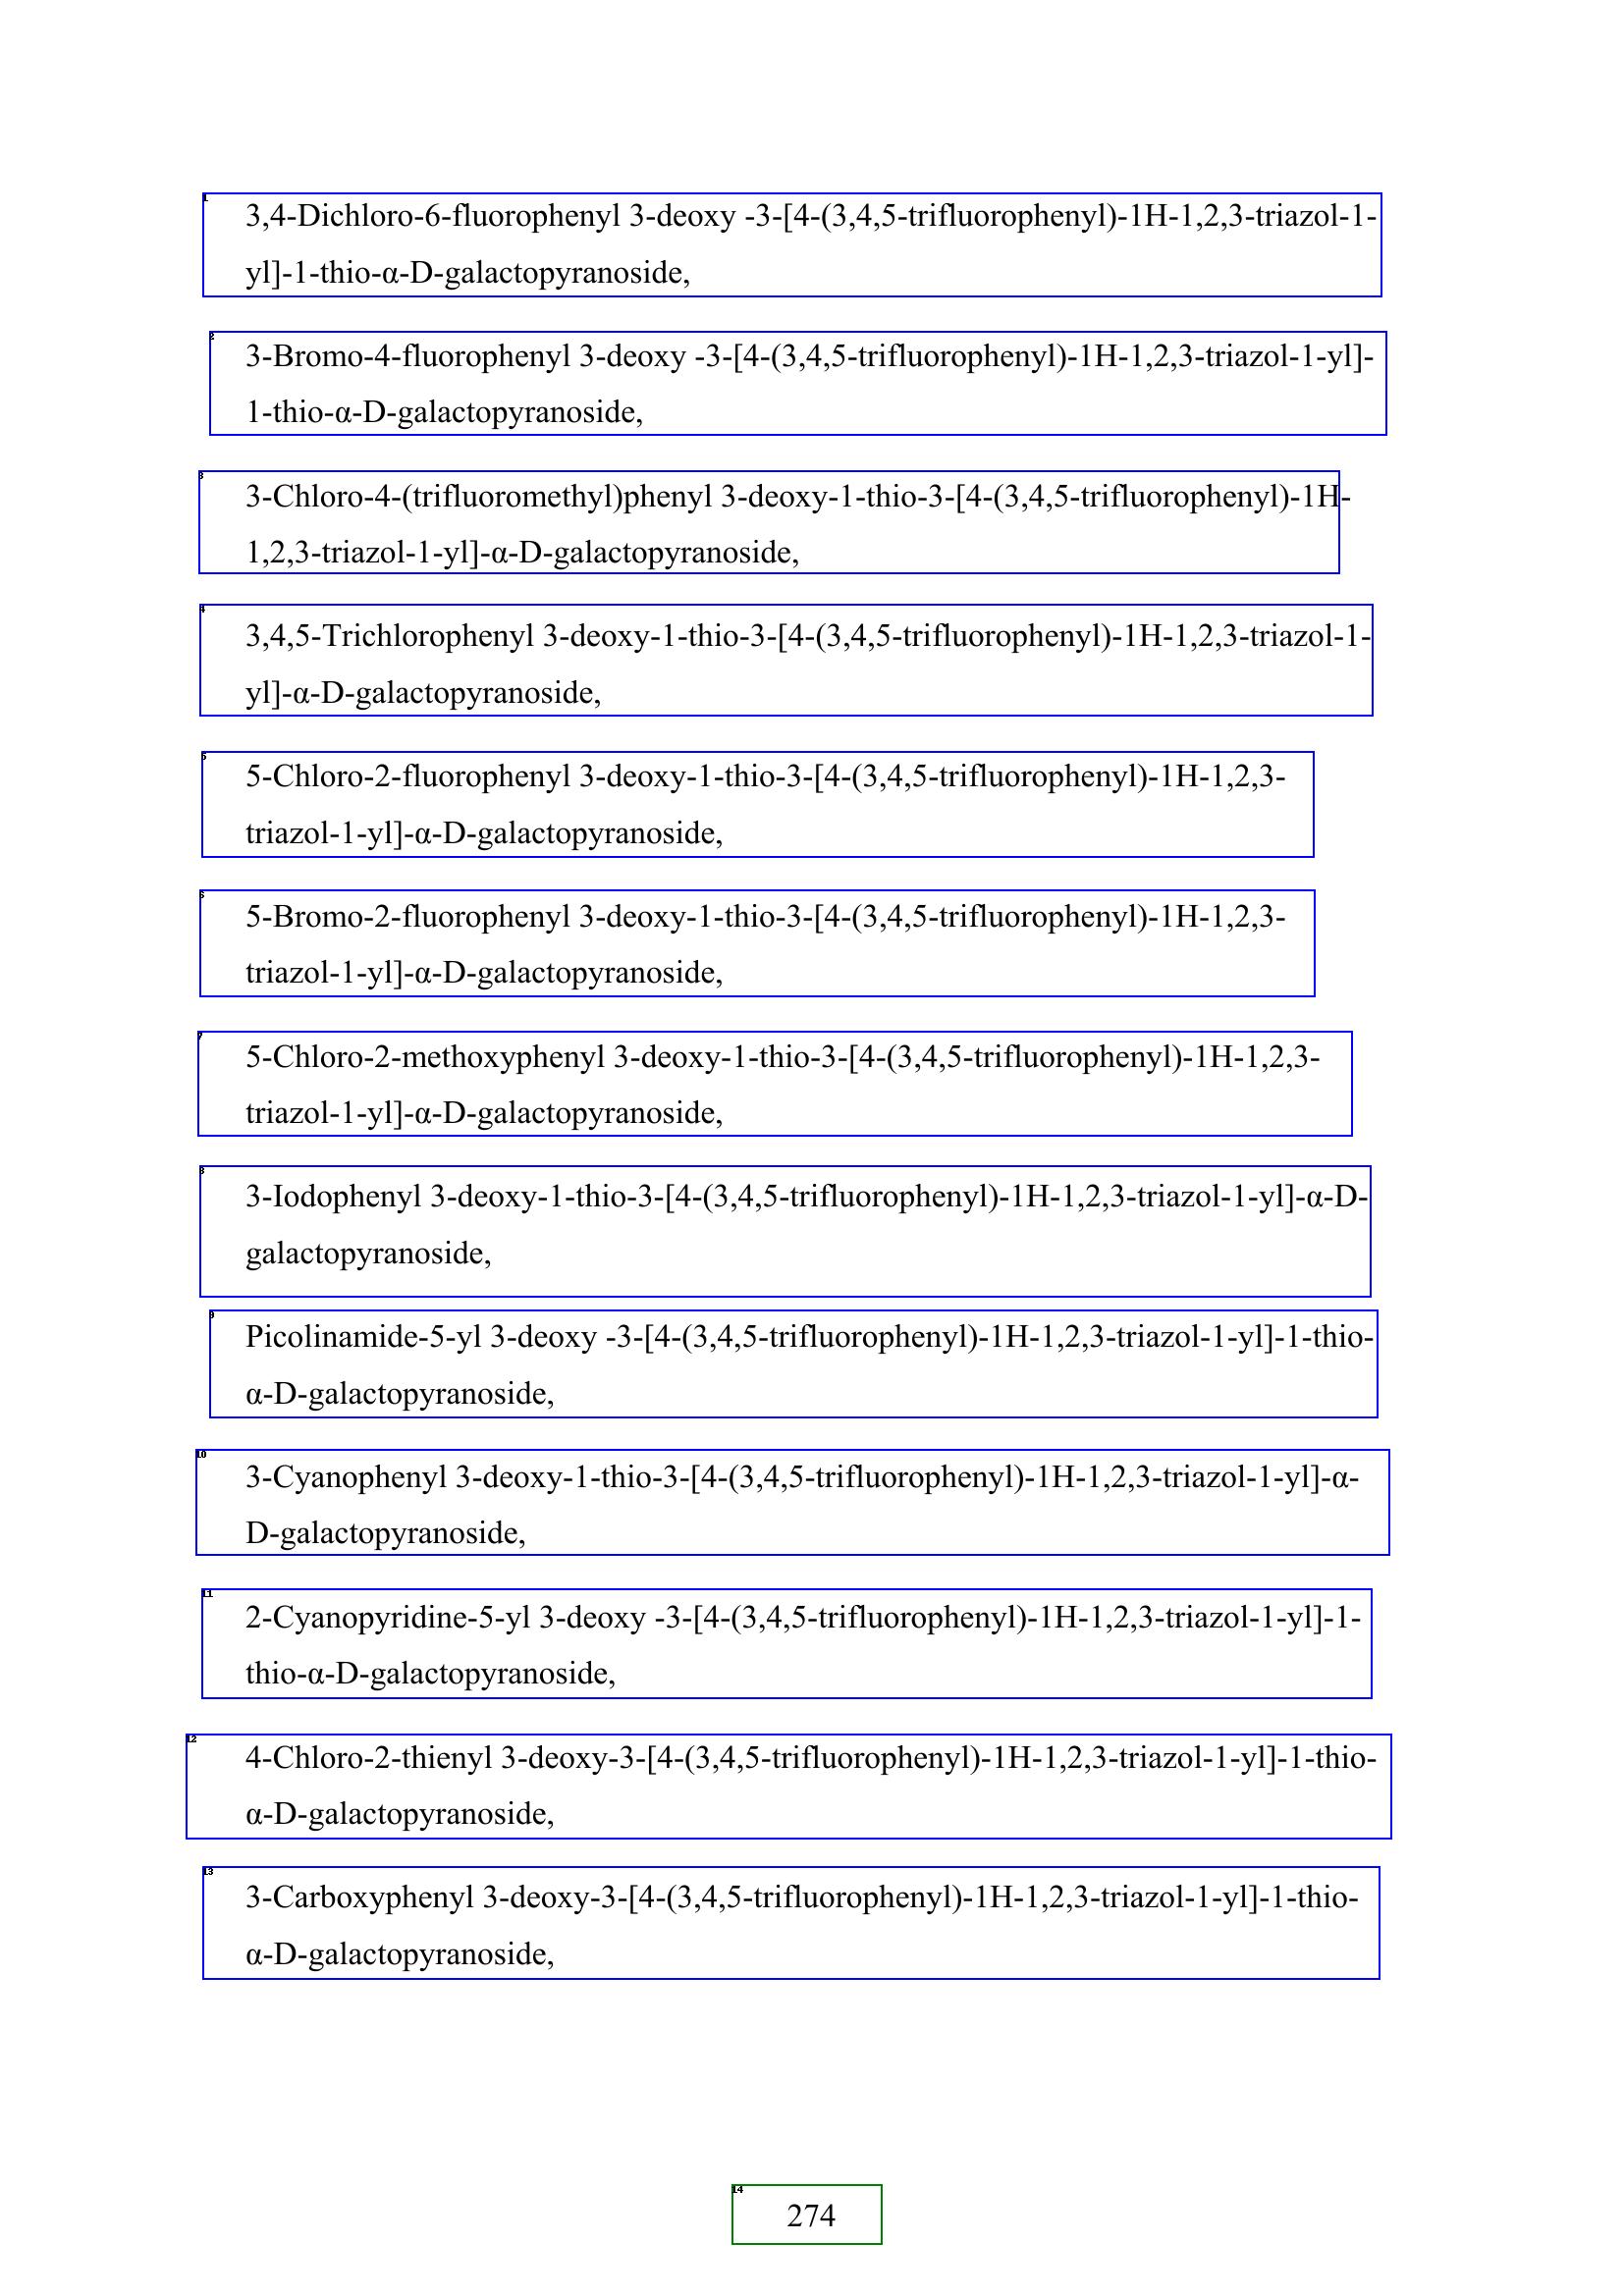 1
3,4-Dichloro-6-fluorophenyl 3-deoxy -3-[4-(3,4,5-trifluorophenyl)-1H-1,2,3-triazol-1-
yl]-1-thio-α-D-galactopyranoside,
2
3-Bromo-4-fluorophenyl 3-deoxy -3-[4-(3,4,5-trifluorophenyl)-1H-1,2,3-triazol-1-yl]-
1-thio-α-D-galactopyranoside,
3
3-Chloro-4-(trifluoromethyl)phenyl 3-deoxy-1-thio-3-[4-(3,4,5-trifluorophenyl)-1H-
1,2,3-triazol-1-yl]-α-D-galactopyranoside,
4
3,4,5-Trichlorophenyl 3-deoxy-1-thio-3-[4-(3,4,5-trifluorophenyl)-1H-1,2,3-triazol-1-
yl]-α-D-galactopyranoside,
5
5-Chloro-2-fluorophenyl 3-deoxy-1-thio-3-[4-(3,4,5-trifluorophenyl)-1H-1,2,3-
triazol-1-yl]-α-D-galactopyranoside,
6
5-Bromo-2-fluorophenyl 3-deoxy-1-thio-3-[4-(3,4,5-trifluorophenyl)-1H-1,2,3-
triazol-1-yl]-α-D-galactopyranoside,
7
5-Chloro-2-methoxyphenyl 3-deoxy-1-thio-3-[4-(3,4,5-trifluorophenyl)-1H-1,2,3-
triazol-1-yl]-α-D-galactopyranoside,
8
3-Iodophenyl 3-deoxy-1-thio-3-[4-(3,4,5-trifluorophenyl)-1H-1,2,3-triazol-1-yl]-α-D-
galactopyranoside,
9
Picolinamide-5-yl 3-deoxy -3-[4-(3,4,5-trifluorophenyl)-1H-1,2,3-triazol-1-yl]-1-thio-
α-D-galactopyranoside,
10
3-Cyanophenyl 3-deoxy-1-thio-3-[4-(3,4,5-trifluorophenyl)-1H-1,2,3-triazol-1-yl]-α-
D-galactopyranoside,
11
2-Cyanopyridine-5-yl 3-deoxy -3-[4-(3,4,5-trifluorophenyl)-1H-1,2,3-triazol-1-yl]-1-
thio-α-D-galactopyranoside,
12
4-Chloro-2-thienyl 3-deoxy-3-[4-(3,4,5-trifluorophenyl)-1H-1,2,3-triazol-1-yl]-1-thio-
α-D-galactopyranoside,
13
3-Carboxyphenyl 3-deoxy-3-[4-(3,4,5-trifluorophenyl)-1H-1,2,3-triazol-1-yl]-1-thio-
α-D-galactopyranoside,
14
274